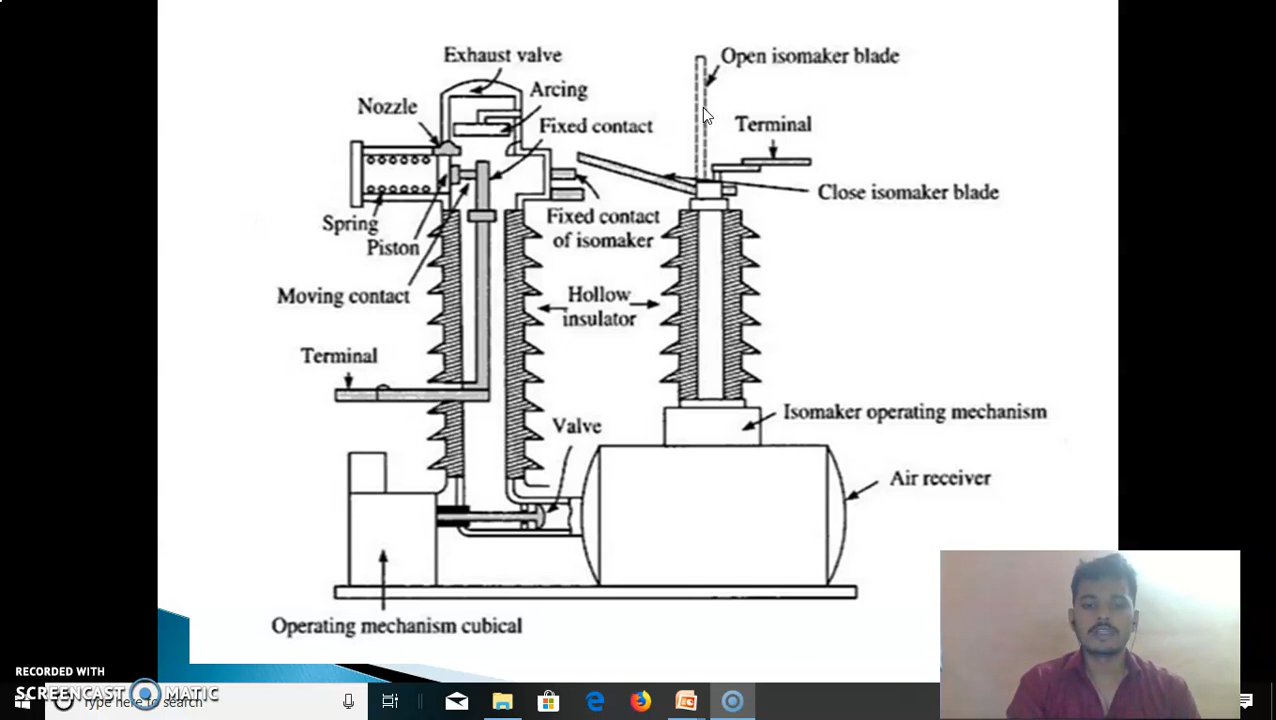 Exhaust valve
Open isomaker blade
Arcing
Nozzle
Fixed contact
Terminal
Close isomaker blade
Spring
Fixed contact
of isomaker
Piston
Moving contact
Hollow
insulator
Terminal
Isomaker operating mechanism
Valve
Air receiver
Operating mechanism cubical
RECORDED WITH
SCREENCAST MATIC
Type here to search